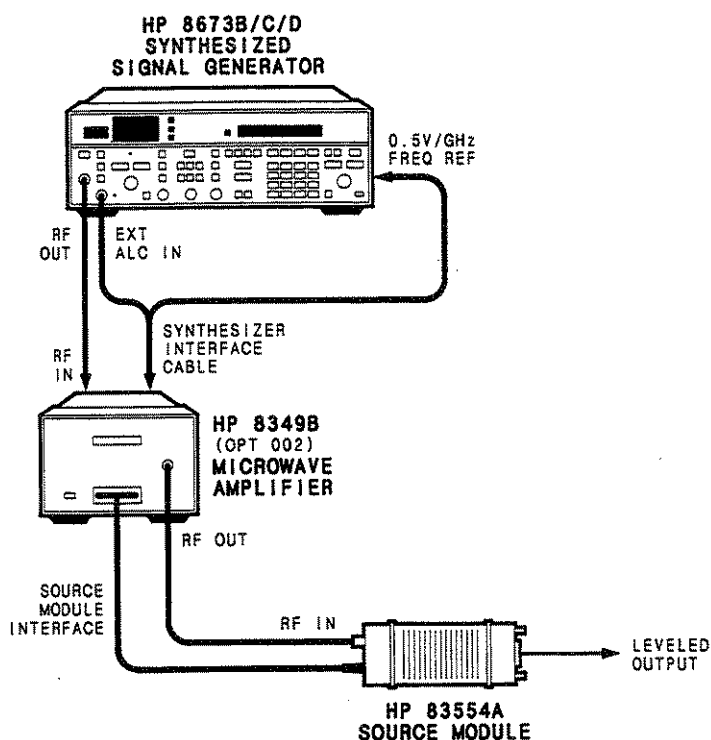 HP 8673B/C/D
SYNTHESIZED
SIGNAL GENERATOR
0.5V/GHz
FREQ REF
RF
OUT
EXT
ALC IN
SYNTHESIZER
INTERFACE
CABLE
RF
IN
HP 8349B
(OPT 002)
MICROWAVE
AMPLIFIER
RF OUT
SOURCE
MODULE
INTERFACE
RF IN
LEVELED
OUTPUT
HP 83554A
SOURCE MODULE